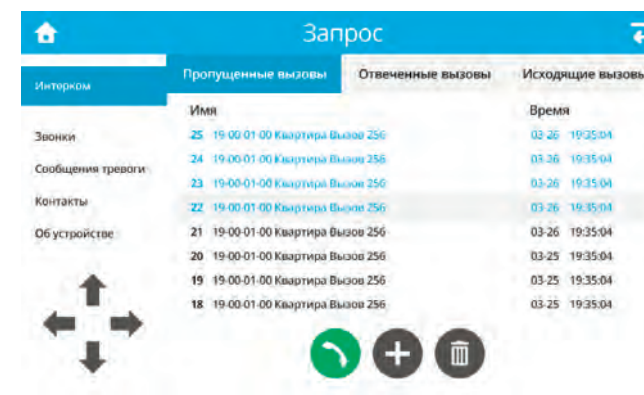 Запрос
Пропущенные вызовы Отвеченные вызовы Исходящие вызовы
Интерком
Имя Время
25 19-00-01-00 Квартира Вызов 256 03-26 19:35:04
Звонки
24 19-00-01-00 Квартира Вызов 256 03-26 19:35:04
Сообщения тревоги
23 19-00-01-00 Квартира Вызов 256 03-26 19:35:04
Контакты
22 19-00-01-00 Квартира Вызов 256 03-26 19:35:04
Об устройстве
21 19-00-01-00 Квартира Вызов 256 03-26 19:35:04
20 19-00-01-00 Квартира Вызов 256 03-25 19:35:04
19 19-00-01-00 Квартира Вызов 256 03-25 19:35:04
18 19-00-01-00 Квартира Вызов 256 03-25 19:35:04